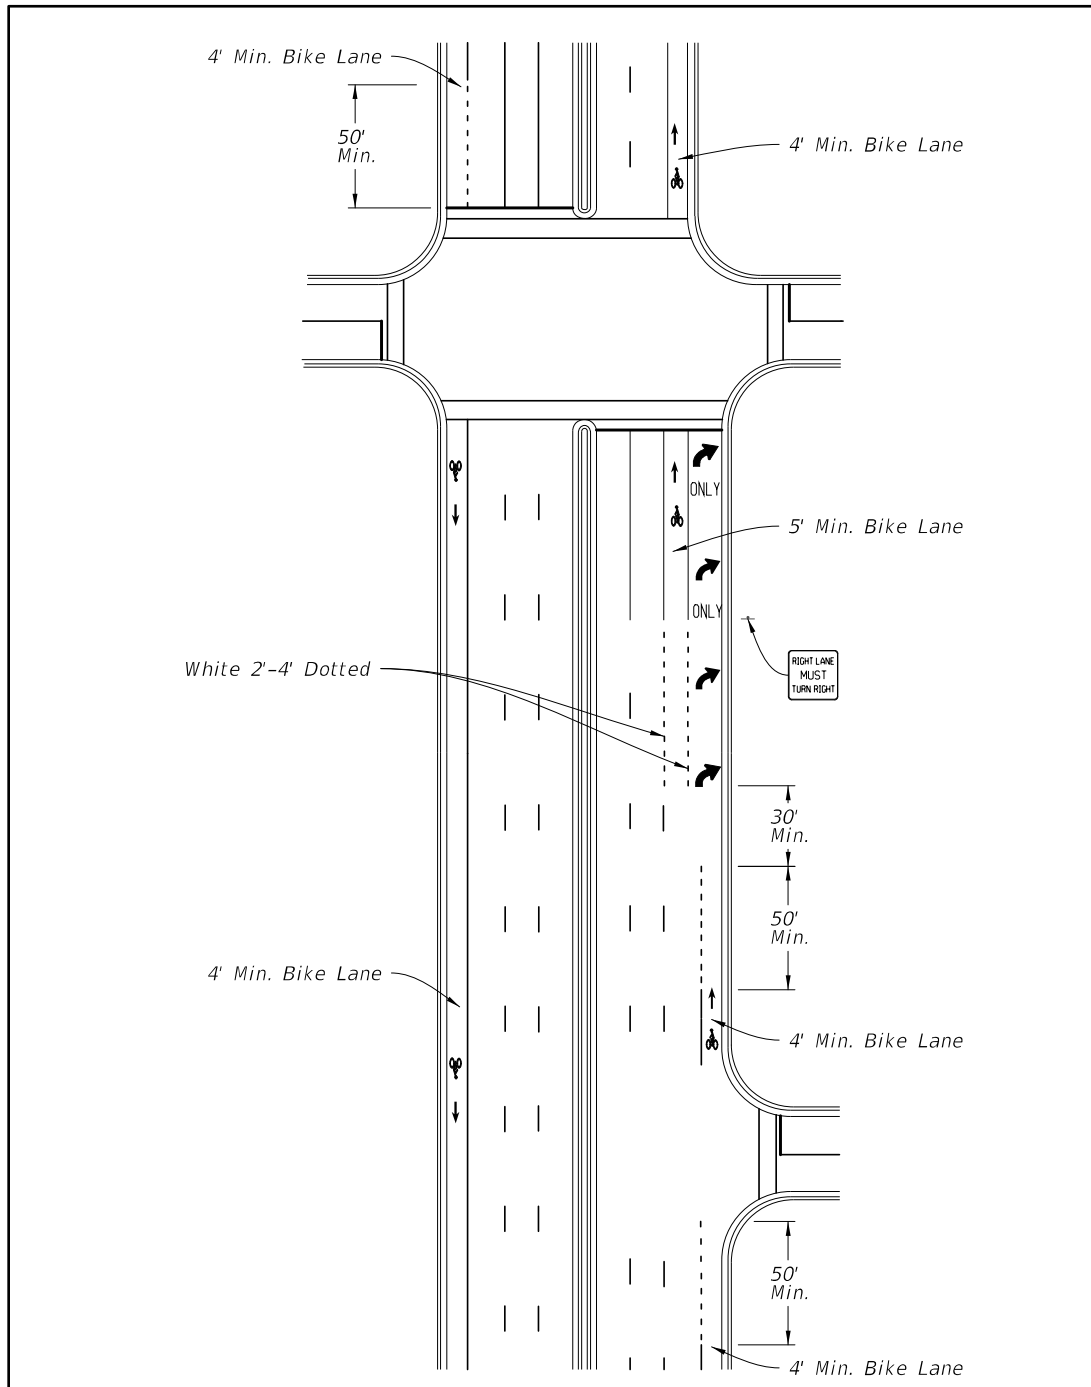 4' Min. Bike Lane
50'
Min.
4' Min. Bike Lane
ONLY
5' Min. Bike Lane
ONLY
White 2'-4' Dotted
RIGHT LANE
MUST
TURN RIGHT
30'
Min.
50'
Min.
4' Min. Bike Lane
4' Min. Bike Lane
50'
Min.
4' Min. Bike Lane